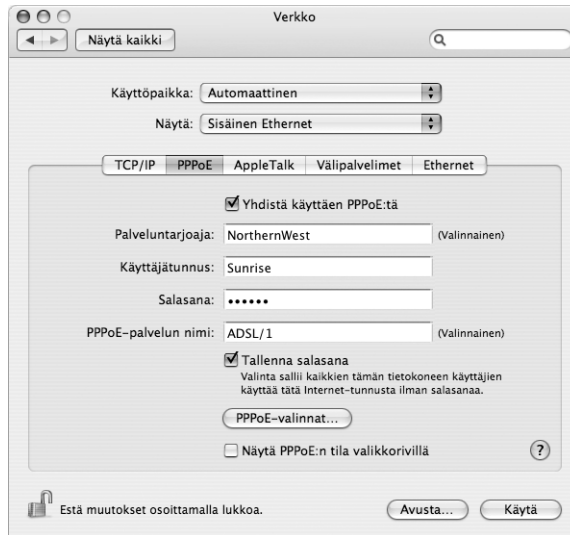 Verkko
Näytä kaikki
Käyttöpaikka: Automaattinen
Näytä: Sisäinen Ethernet
TCP/IP PPPoE AppleTalk Välipalvelimet Ethernet
Yhdistä käyttäen PPPoE:tä
Palveluntarjoaja: NorthernWest (Valinnainen)
Käyttäjätunnus: Sunrise
Salasana: ••••••
PPPoE-palvelun nimi: ADSL/1 (Valinnainen)
Tallenna salasana
Valinta sallii kaikkien tämän tietokoneen käyttäjien
käyttää tätä Internet-tunnusta ilman salasanaa.
PPPoE-valinnat...
Näytä PPPoE:n tila valikkorivillä ?
Estä muutokset osoittamalla lukkoa. Avusta... Käytä